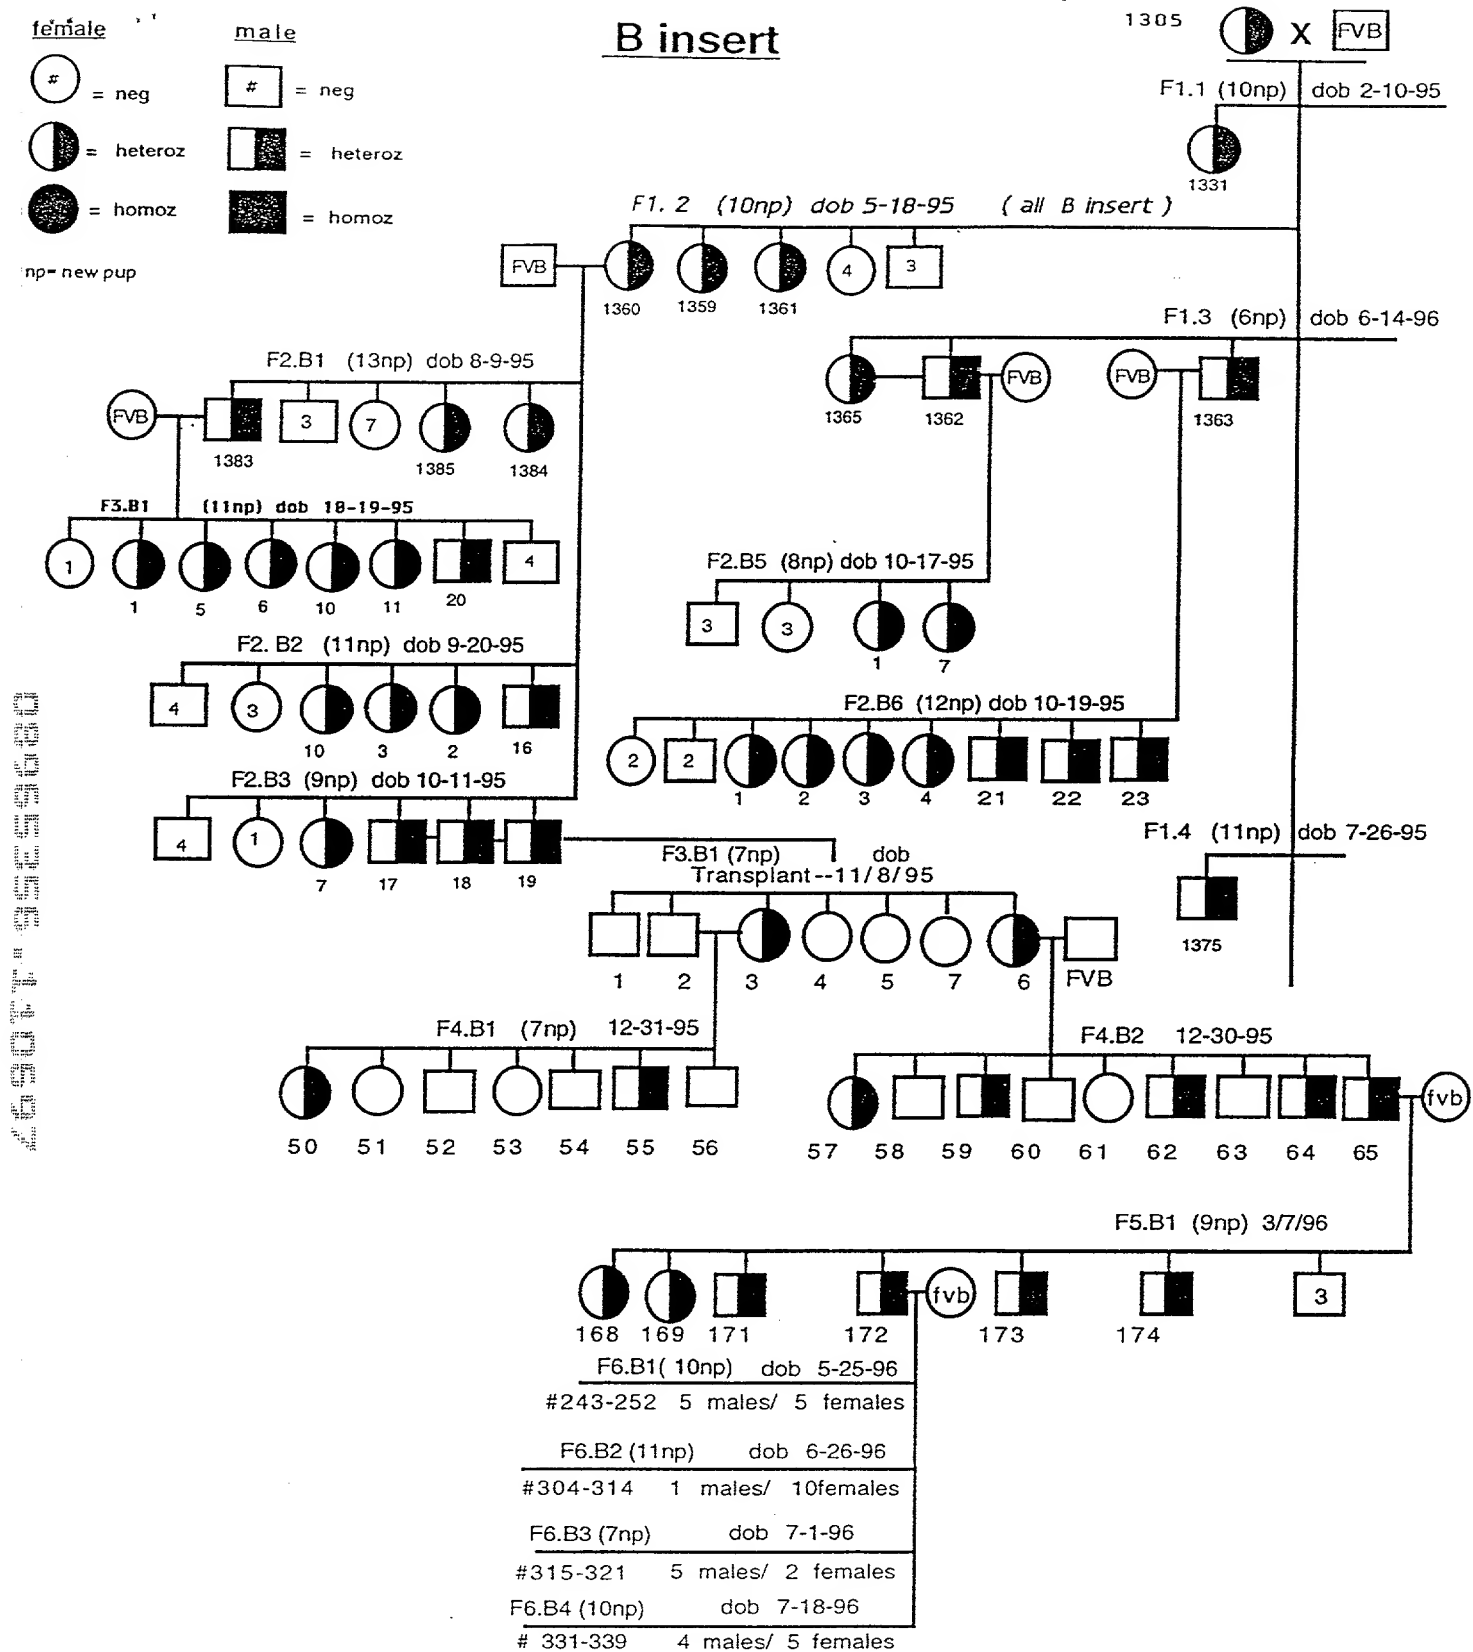 female
male
B insert
1305
X
FVB
#
= neg
#
= neg
= heteroz
= heteroz
= homoz
= homoz
np= new pup
F1.1 (10np) dob 2-10-95
1331
F1. 2 (10np) dob 5-18-95 ( all B insert )
FVB
4
3
1360 1359 1361
F1.3 (6np) dob 6-14-96
FVB
FVB
1365 1362 1363
F2.B1 (13np) dob 8-9-95
FVB
3
7
1383 1385 1384
F3.B1 (11np) dob 18-19-95
1
4
1 5 6 10 11 20
F2.B5 (8np) dob 10-17-95
3
3
1 7
F2. B2 (11np) dob 9-20-95
4
3
10 3 2 16
F2.B6 (12np) dob 10-19-95
2
2
1 2 3 4 21 22 23
F2.B3 (9np) dob 10-11-95
4
1
7 17 18 19
F1.4 (11np) dob 7-26-95
1375
F3.B1 (7np) dob
Transplant--11/8/95
1 2 3 4 5 7 6 FVB
F4.B1 (7np) 12-31-95
50 51 52 53 54 55 56
F4.B2 12-30-95
fvb
57 58 59 60 61 62 63 64 65
F5.B1 (9np) 3/7/96
fvb
3
168 169 171 172 173 174
F6.B1( 10np) dob 5-25-96
#243-252 5 males/ 5 females
F6.B2 (11np) dob 6-26-96
#304-314 1 males/ 10females
F6.B3 (7np) dob 7-1-96
#315-321 5 males/ 2 females
F6.B4 (10np) dob 7-18-96
# 331-339 4 males/ 5 females